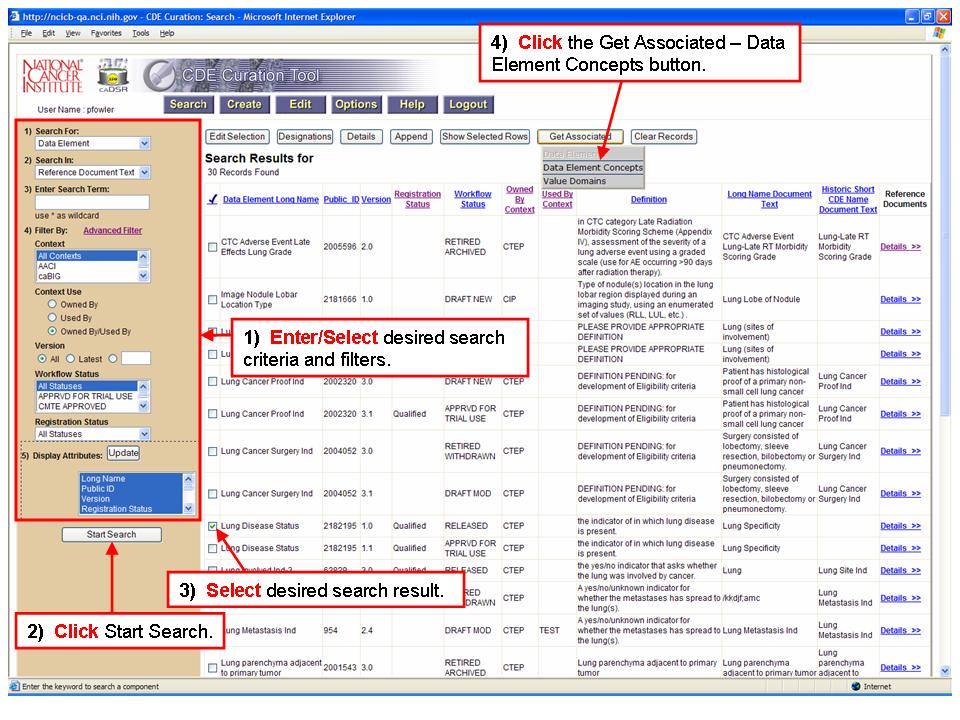 http://ncicb-qa.nci.nih.gov - CDE Curation: Search - Microsoft Internet Explorer
File Edit View Favorites Tools Help
4) Click the Get Associated – Data
Element Concepts button.
NATIONAL
CANCER
INSTITUTE
caDSR
CDE Curation Tool
User Name : pfowler
Search Create Edit Options Help Logout
1) Search For:
Data Element
2) Search In:
Reference Document Text
3) Enter Search Term:
use * as wildcard
4) Filter By: Advanced Filter
Context
All Contexts
AACI
caBIG
Context Use
Owned By
Used By
Owned By/Used By
Version
All Latest
Workflow Status
All Statuses
APPRVD FOR TRIAL USE
CMTE APPROVED
Registration Status
All Statuses
5) Display Attributes: Update
Long Name
Public ID
Version
Registration Status
Start Search
2) Click Start Search.
Edit Selection Designations Details Append Show Selected Rows Get Associated Clear Records
Data Element
Data Element Concepts
Value Domains
Search Results for
30 Records Found
Data Element Long Name Public_ID Version Registration Status Workflow Status Owned By Context Used By Context Definition Long Name Document Text Historic Short CDE Name Document Text Reference Documents
CTC Adverse Event Late Effects Lung Grade 2005596 2.0 RETIRED ARCHIVED CTEP in CTC category Late Radiation Morbidity Scoring Scheme (Appendix IV), assessment of the severity of a lung adverse event using a graded scale (use for AE occurring >90 days after radiation therapy). CTC Adverse Event Lung-Late RT Morbidity Scoring Grade Lung-Late RT Morbidity Scoring Grade Details >>
Image Nodule Lobar Location Type 2181666 1.0 DRAFT NEW CIP Type of nodule(s) location in the lung lobar region displayed during an imaging study, using an enumerated set of values (RLL, LUL, etc.) . Lung Lobe of Nodule Details >>
PLEASE PROVIDE APPROPRIATE DEFINITION Lung (sites of involvement) Details >>
PLEASE PROVIDE APPROPRIATE DEFINITION Lung (sites of involvement) Details >>
1) Enter/Select desired search
criteria and filters.
Lung Cancer Proof Ind 2002320 3.0 DRAFT NEW CTEP DEFINITION PENDING: for development of Eligibility criteria Patient has histological proof of a primary non-small cell lung cancer Lung Cancer Proof Ind Details >>
Lung Cancer Proof Ind 2002320 3.1 Qualified APPRVD FOR TRIAL USE CTEP DEFINITION PENDING: for development of Eligibility criteria Patient has histological proof of a primary non-small cell lung cancer Lung Cancer Proof Ind Details >>
Lung Cancer Surgery Ind 2004052 3.0 RETIRED WITHDRAWN CTEP DEFINITION PENDING: for development of Eligibility criteria Surgery consisted of lobectomy, sleeve resection, bilobectomy or pneumonectomy. Lung Cancer Surgery Ind Details >>
Lung Cancer Surgery Ind 2004052 3.1 DRAFT MOD CTEP DEFINITION PENDING: for development of Eligibility criteria Surgery consisted of lobectomy, sleeve resection, bilobectomy or pneumonectomy. Lung Cancer Surgery Ind Details >>
Lung Disease Status 2182195 1.0 Qualified RELEASED CTEP the indicator of in which lung disease is present. Lung Specificity Details >>
Lung Disease Status 2182195 1.1 Qualified APPRVD FOR TRIAL USE CTEP the indicator of in which lung disease is present. Lung Specificity Details >>
CTEP the yes/no indicator that asks whether the lung was involved by cancer. Lung Lung Site Ind Details >>
3) Select desired search result.
CTEP A yes/no/unknown indicator for whether the metastases has spread to the lung(s). /kkdjf;amc Lung Metastasis Ind Details >>
Lung Metastasis Ind 954 2.4 DRAFT MOD CTEP TEST A yes/no/unknown indicator for whether the metastases has spread to the lung(s). Lung Metastasis Ind Lung Metastasis Ind Details >>
Lung parenchyma adjacent to primary tumor 2001543 3.0 RETIRED ARCHIVED CTEP Lung parenchyma adjacent to primary tumor Lung parenchyma adjacent to primary tumor Lung parenchyma adjacent to Details >>
Enter the keyword to search a component Internet